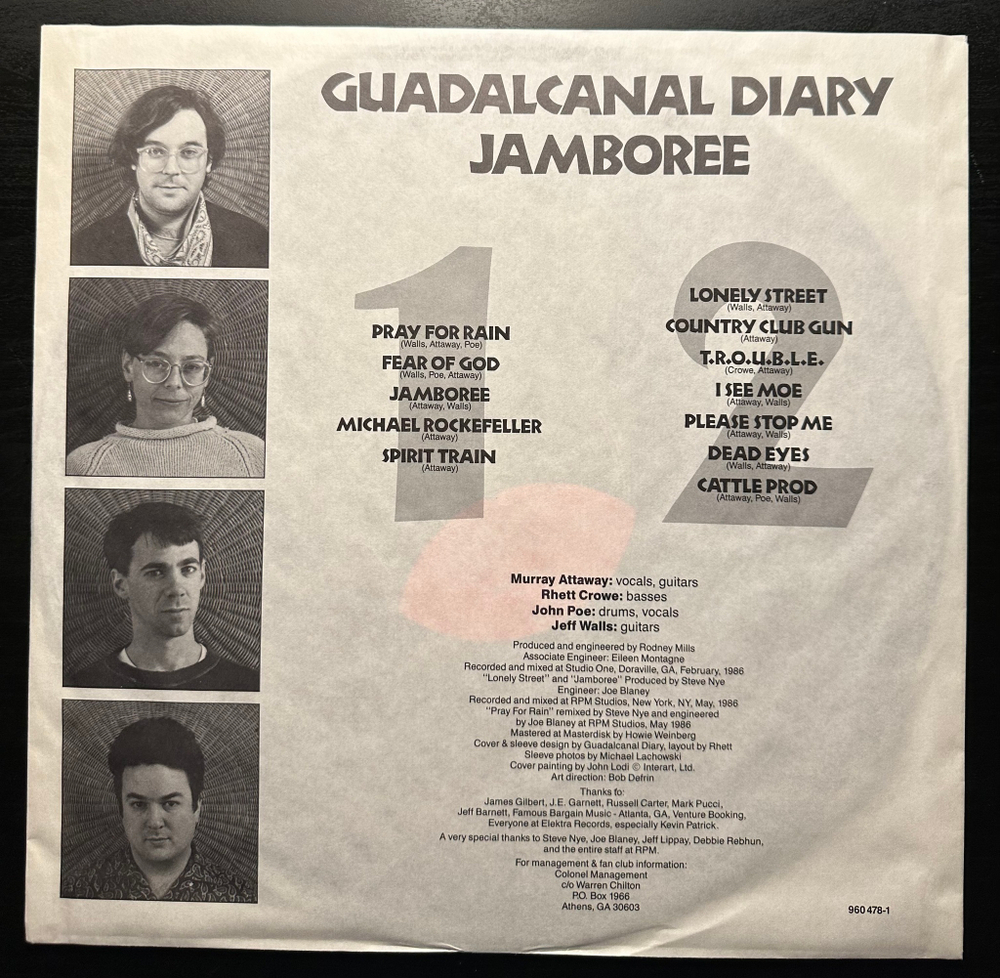 GUADALCANAL DIARY
JAMBOREE
1
PRAY FOR RAIN
(Walls, Attaway, Poe)
FEAR OF GOD
(Walls, Poe, Attaway)
JAMBOREE
(Attaway, Walls)
MICHAEL ROCKEFELLER
(Attaway)
SPIRIT TRAIN
(Attaway)
2
LONELY STREET
(Walls, Attaway)
COUNTRY CLUB GUN
(Attaway)
T.R.O.U.B.L.E.
(Crowe, Attaway)
I SEE MOE
(Attaway, Walls)
PLEASE STOP ME
(Attaway, Walls)
DEAD EYES
(Walls, Attaway)
CATTLE PROD
(Attaway, Poe, Walls)
Murray Attaway: vocals, guitars
Rhett Crowe: basses
John Poe: drums, vocals
Jeff Walls: guitars
Produced and engineered by Rodney Mills
Associate Engineer: Eileen Montagne
Recorded and mixed at Studio One, Doraville, GA, February, 1986
"Lonely Street" and "Jamboree" Produced by Steve Nye
Engineer: Joe Blaney
Recorded and mixed at RPM Studios, New York, NY, May, 1986
"Pray For Rain" remixed by Steve Nye and engineered
by Joe Blaney at RPM Studios, May 1986
Mastered at Masterdisk by Howie Weinberg
Cover & sleeve design by Guadalcanal Diary, layout by Rhett
Sleeve photos by Michael Lachowski
Cover painting by John Lodi © Interart, Ltd.
Art direction: Bob Defrin
Thanks to:
James Gilbert, J.E. Garnett, Russell Carter, Mark Pucci,
Jeff Barnett, Famous Bargain Music - Atlanta, GA, Venture Booking,
Everyone at Elektra Records, especially Kevin Patrick.
A very special thanks to Steve Nye, Joe Blaney, Jeff Lippay, Debbie Rebhun,
and the entire staff at RPM.
For management & fan club information:
Colonel Management
c/o Warren Chilton
P.O. Box 1966
Athens, GA 30603
960 478-1